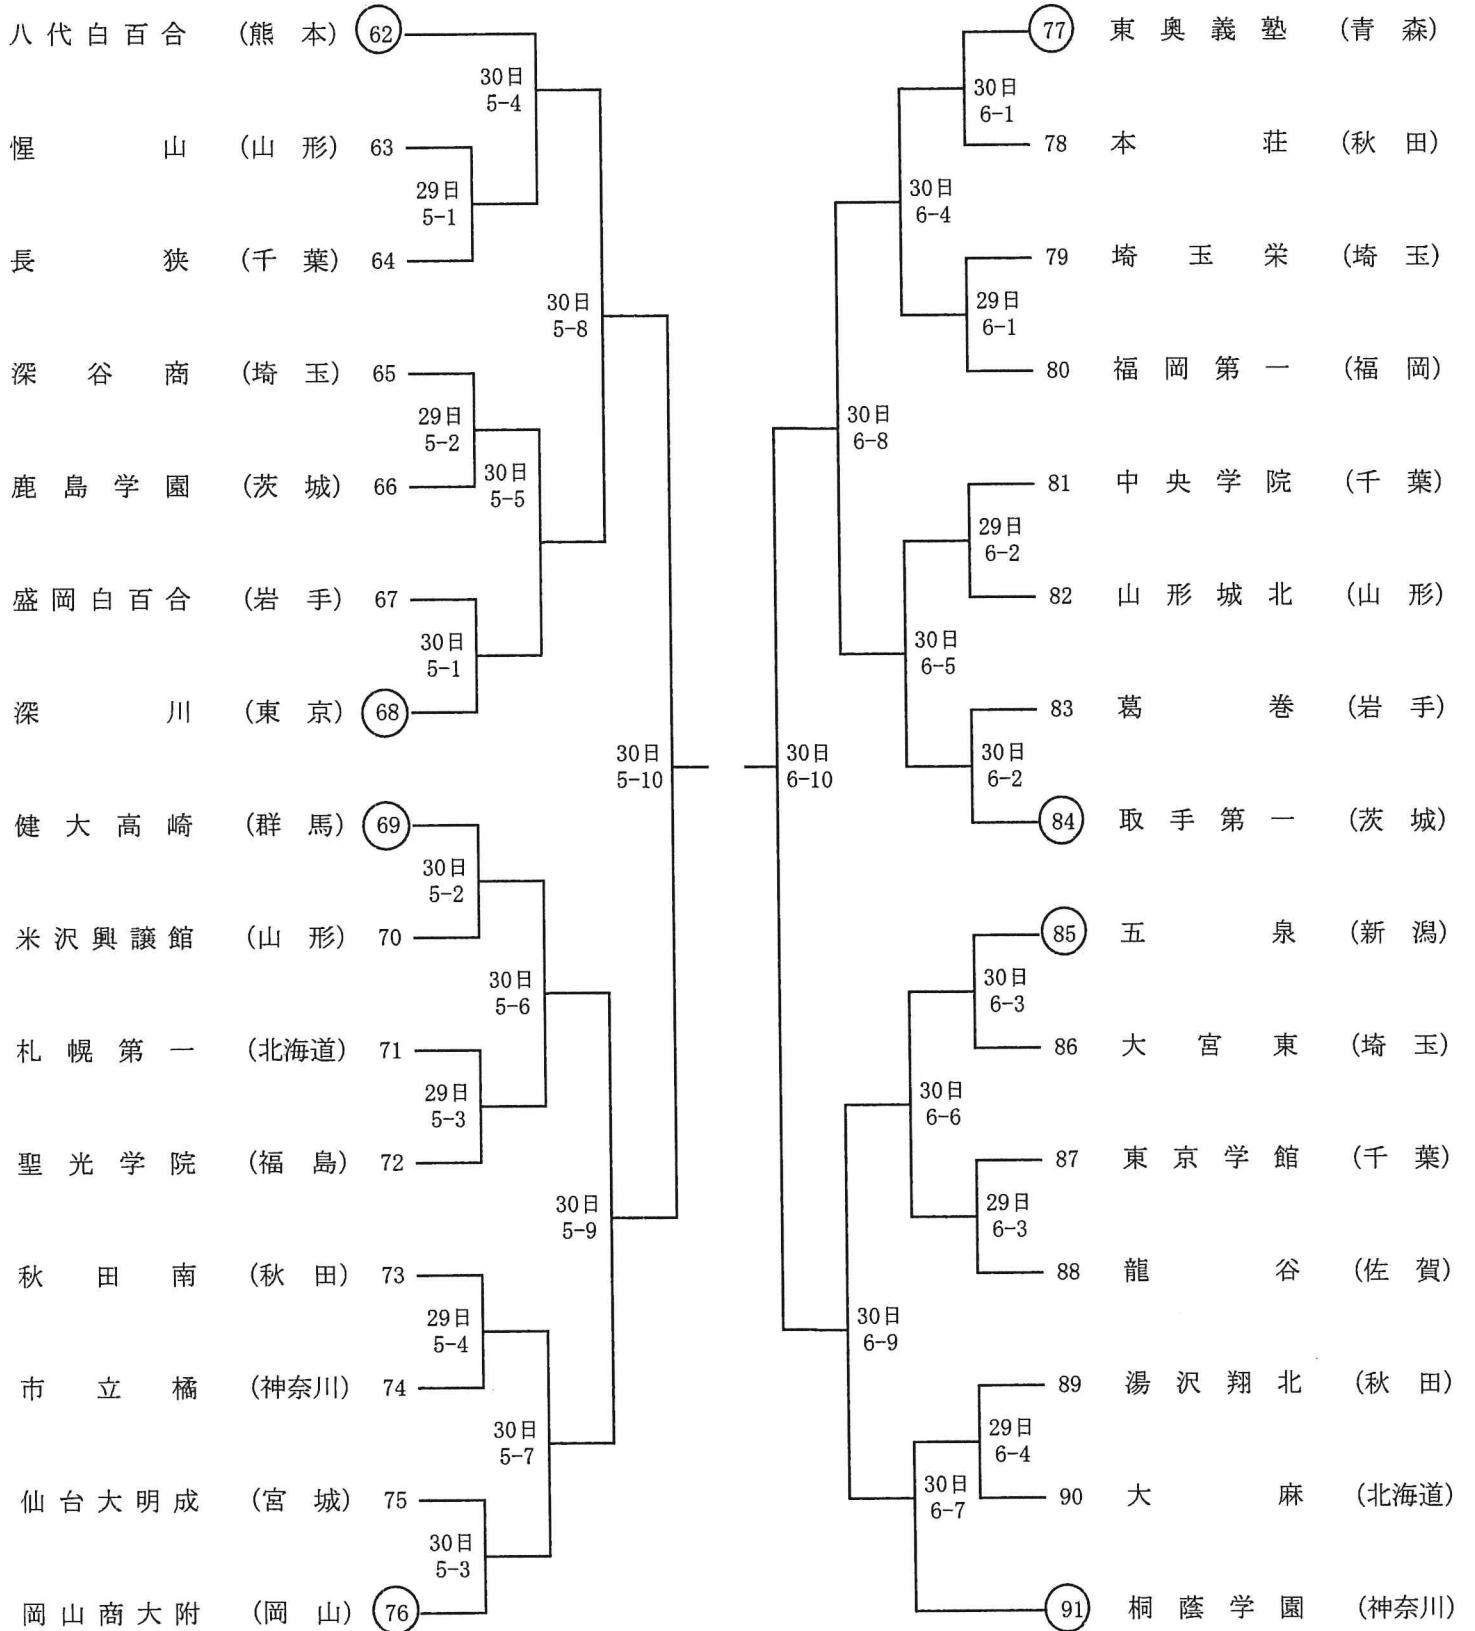 八代白百合 (熊本) 62
30日
5-4
惺山 (山形) 63
29日
5-1
長狭 (千葉) 64
30日
5-8
深谷商 (埼玉) 65
29日
5-2
鹿島学園 (茨城) 66
30日
5-5
盛岡白百合 (岩手) 67
30日
5-1
深川 (東京) 68
30日
5-10
健大高崎 (群馬) 69
30日
5-2
米沢興譲館 (山形) 70
30日
5-6
札幌第一 (北海道) 71
29日
5-3
聖光学院 (福島) 72
30日
5-9
秋田南 (秋田) 73
29日
5-4
市立橘 (神奈川) 74
30日
5-7
仙台大明成 (宮城) 75
30日
5-3
岡山商大附 (岡山) 76
77 東奥義塾 (青森)
30日
6-1
78 本荘 (秋田)
30日
6-4
79 埼玉栄 (埼玉)
29日
6-1
80 福岡第一 (福岡)
30日
6-8
81 中央学院 (千葉)
29日
6-2
82 山形城北 (山形)
30日
6-5
83 葛巻 (岩手)
30日
6-2
84 取手第一 (茨城)
30日
6-10
85 五泉 (新潟)
30日
6-3
86 大宮東 (埼玉)
30日
6-6
87 東京学館 (千葉)
29日
6-3
88 龍谷 (佐賀)
30日
6-9
89 湯沢翔北 (秋田)
29日
6-4
90 大麻 (北海道)
30日
6-7
91 桐蔭学園 (神奈川)